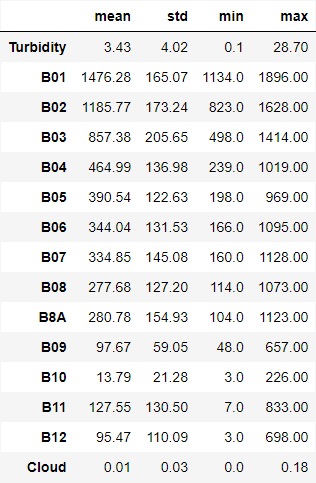 mean std min max
Turbidity 3.43 4.02 0.1 28.70
B01 1476.28 165.07 1134.0 1896.00
B02 1185.77 173.24 823.0 1628.00
B03 857.38 205.65 498.0 1414.00
B04 464.99 136.98 239.0 1019.00
B05 390.54 122.63 198.0 969.00
B06 344.04 131.53 166.0 1095.00
B07 334.85 145.08 160.0 1128.00
B08 277.68 127.20 114.0 1073.00
B8A 280.78 154.93 104.0 1123.00
B09 97.67 59.05 48.0 657.00
B10 13.79 21.28 3.0 226.00
B11 127.55 130.50 7.0 833.00
B12 95.47 110.09 3.0 698.00
Cloud 0.01 0.03 0.0 0.18